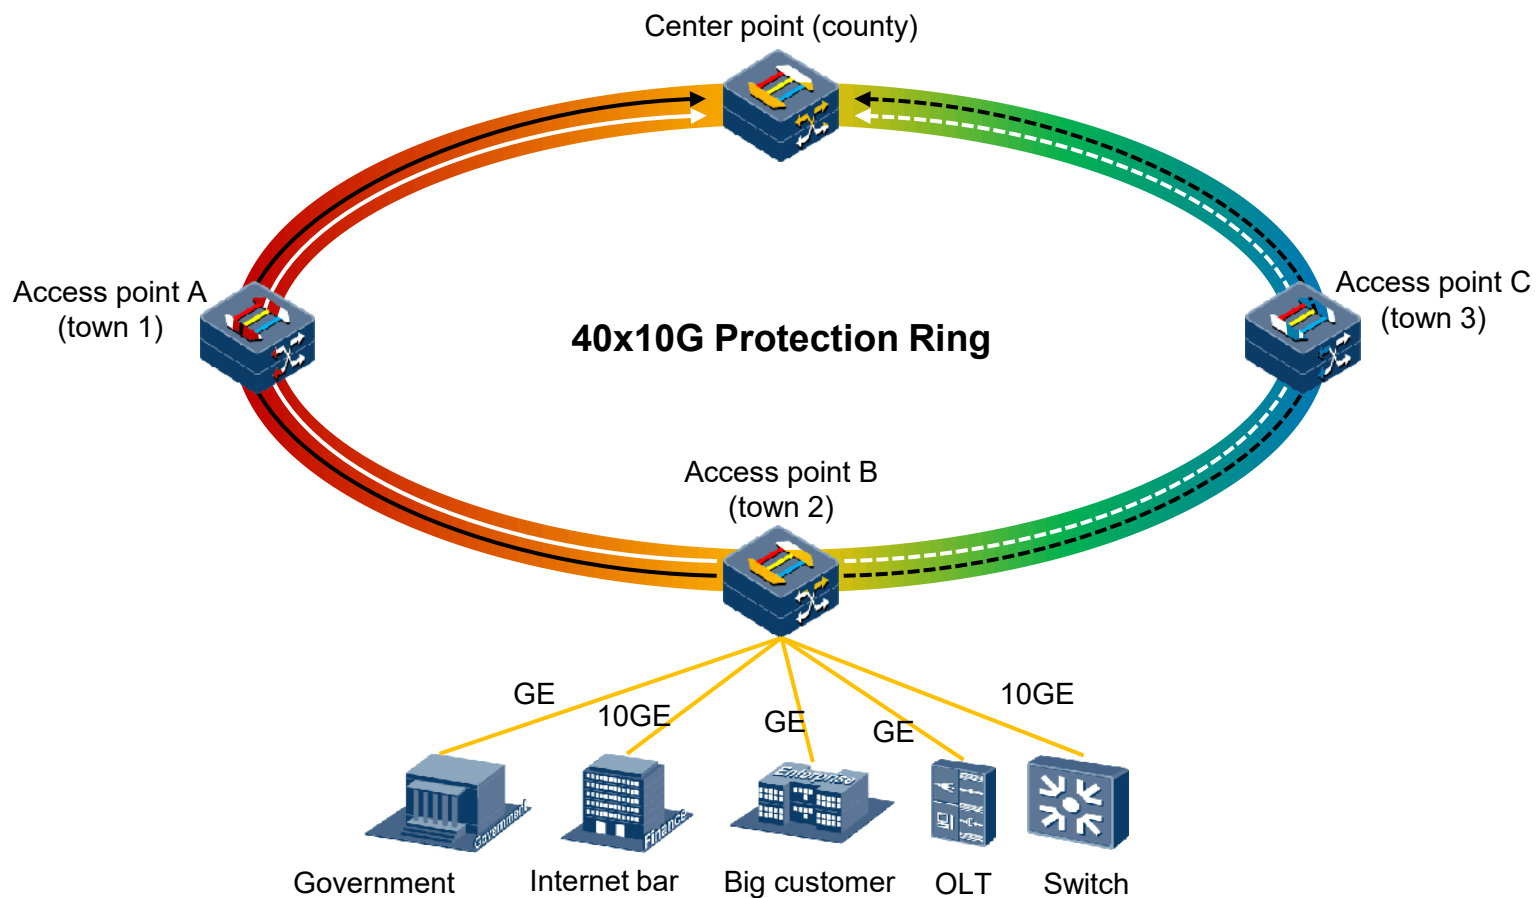 Center point (county)
Access point A
(town 1)
Access point C
(town 3)
40x10G Protection Ring
Access point B
(town 2)
GE
10GE
GE
GE
10GE
Government
Finance
Enterprise
Government
Internet bar
Big customer
OLT
Switch